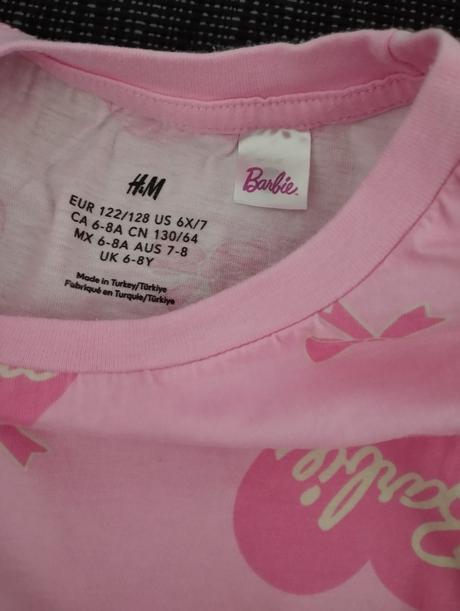 H&M
Barbie
EUR 122/128 US 6X/7
CA 6-8A CN 130/64
MX 6-8A AUS 7-8
UK 6-8Y
Made in Turkey/Türkiye
Fabriqué en Turquie/Türkiye
Barbie